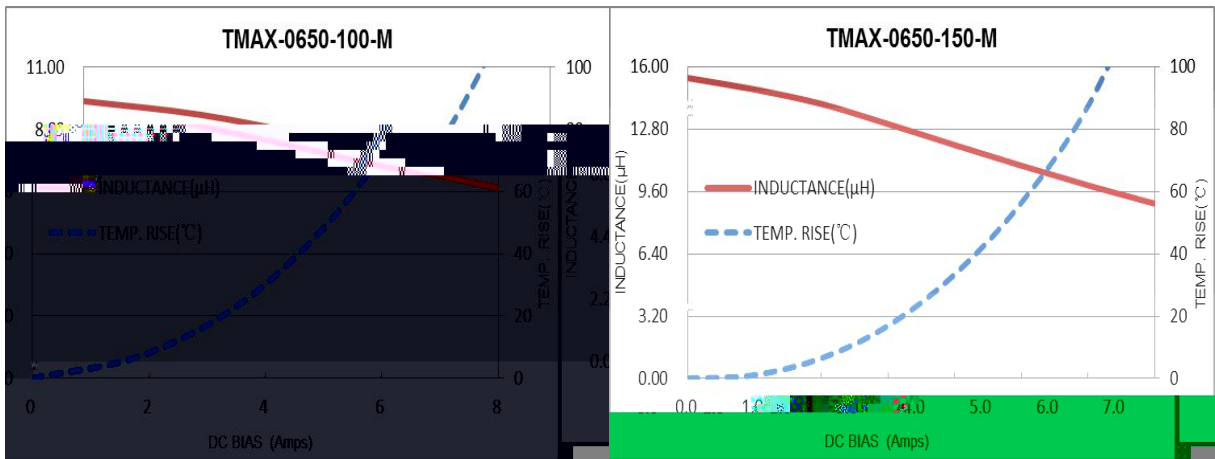 TMAX-0650-100-M
11.00
100
INDUCTANCE(μH)
60
TEMP. RISE(℃)
40
20
0
0 2 4 6 8
TEMP. RISE(℃)
DC BIAS (Amps)
TMAX-0650-150-M
16.00
100
12.80
80
9.60
INDUCTANCE(μH)
60
TEMP. RISE(℃)
6.40
40
3.20
20
0.00
0
0.0 4.0 5.0 6.0 7.0
INDUCTANCE(μH)
TEMP. RISE(℃)
DC BIAS (Amps)